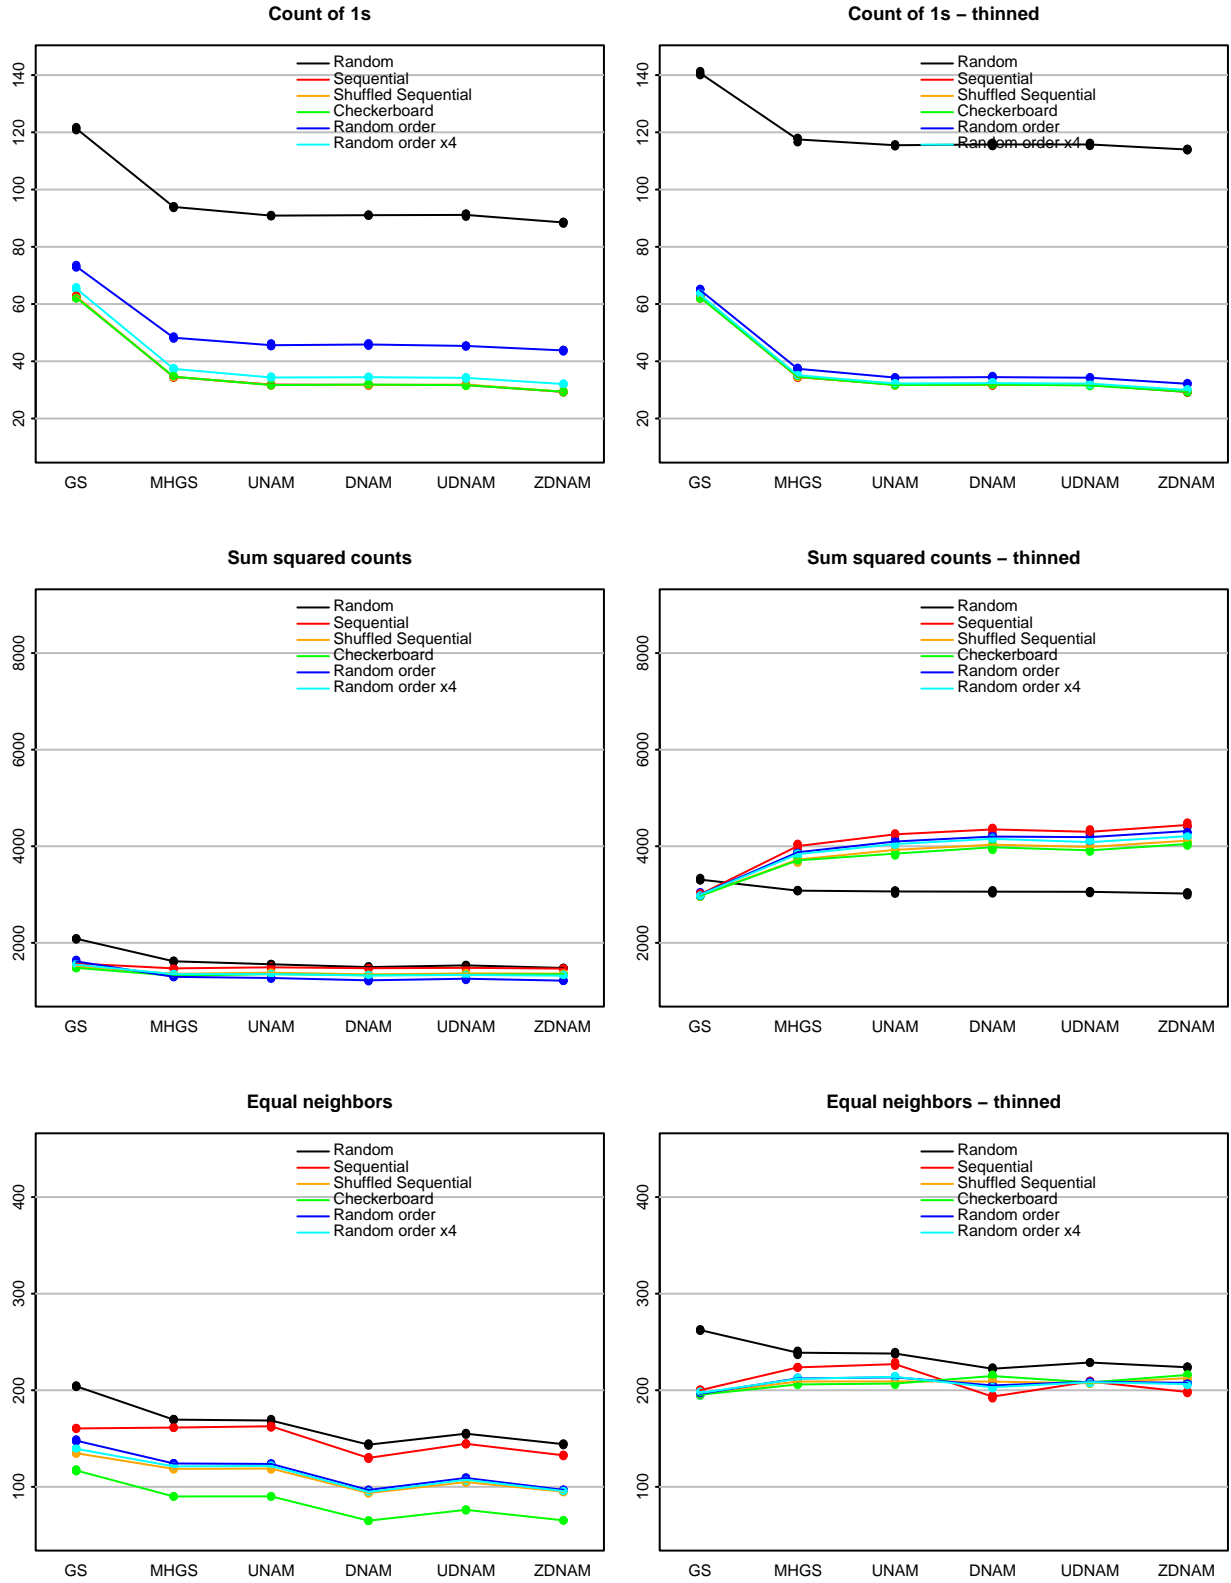 Count of 1s
Random
Sequential
Shuffled Sequential
Checkerboard
Random order
Random order x4
140
120
100
80
60
40
20
GS MHGS UNAM DNAM UDNAM ZDNAM
Count of 1s – thinned
Random
Sequential
Shuffled Sequential
Checkerboard
Random order
Random order x4
140
120
100
80
60
40
20
GS MHGS UNAM DNAM UDNAM ZDNAM
Sum squared counts
Random
Sequential
Shuffled Sequential
Checkerboard
Random order
Random order x4
8000
6000
4000
2000
GS MHGS UNAM DNAM UDNAM ZDNAM
Sum squared counts – thinned
Random
Sequential
Shuffled Sequential
Checkerboard
Random order
Random order x4
8000
6000
4000
2000
GS MHGS UNAM DNAM UDNAM ZDNAM
Equal neighbors
Random
Sequential
Shuffled Sequential
Checkerboard
Random order
Random order x4
400
300
200
100
GS MHGS UNAM DNAM UDNAM ZDNAM
Equal neighbors – thinned
Random
Sequential
Shuffled Sequential
Checkerboard
Random order
Random order x4
400
300
200
100
GS MHGS UNAM DNAM UDNAM ZDNAM